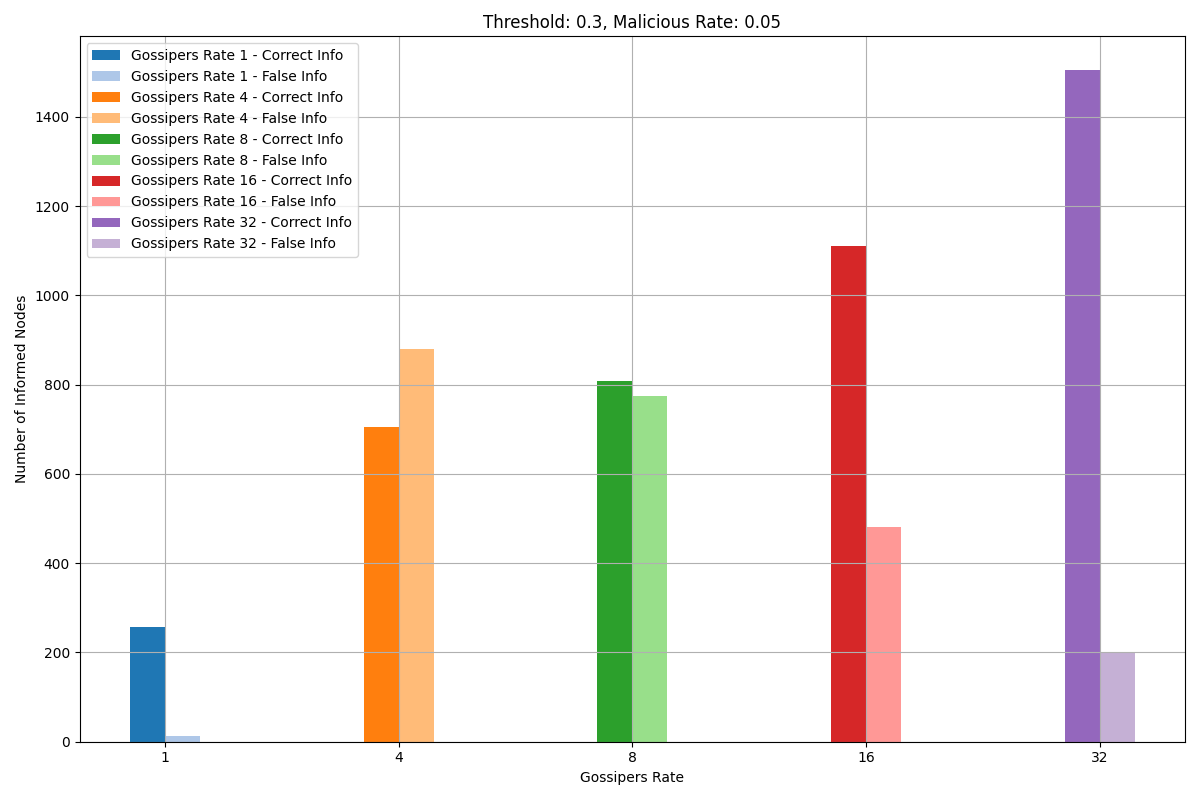 Threshold: 0.3, Malicious Rate: 0.05
Gossipers Rate 1 - Correct Info
Gossipers Rate 1 - False Info
Gossipers Rate 4 - Correct Info
Gossipers Rate 4 - False Info
Gossipers Rate 8 - Correct Info
Gossipers Rate 8 - False Info
Gossipers Rate 16 - Correct Info
Gossipers Rate 16 - False Info
Gossipers Rate 32 - Correct Info
Gossipers Rate 32 - False Info
Number of Informed Nodes
1400
1200
1000
800
600
400
200
0
1 4 8 16 32
Gossipers Rate